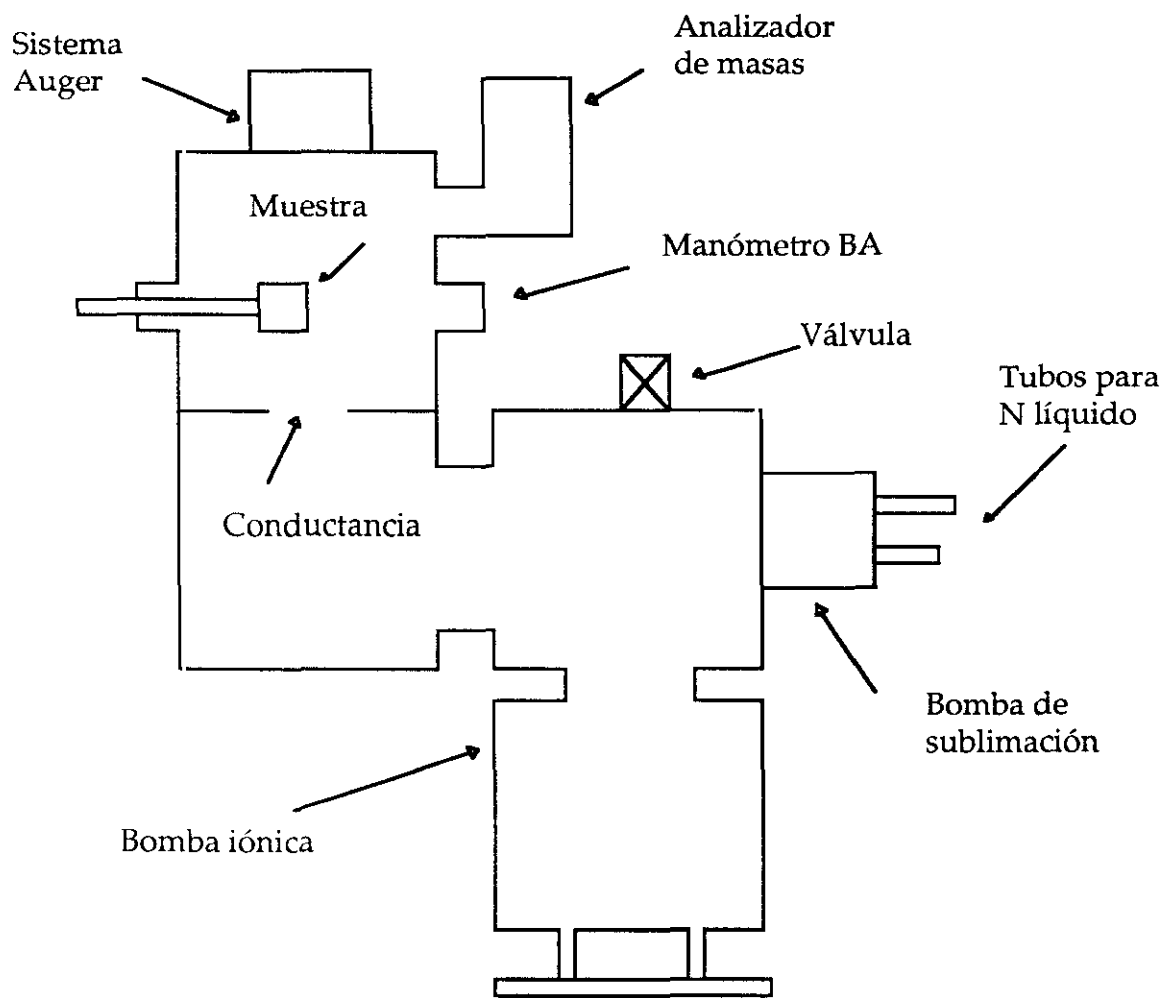 Sistema
Auger
Analizador
de masas
Muestra
Manómetro BA
Válvula
Tubos para
N líquido
Conductancia
Bomba de
sublimación
Bomba iónica